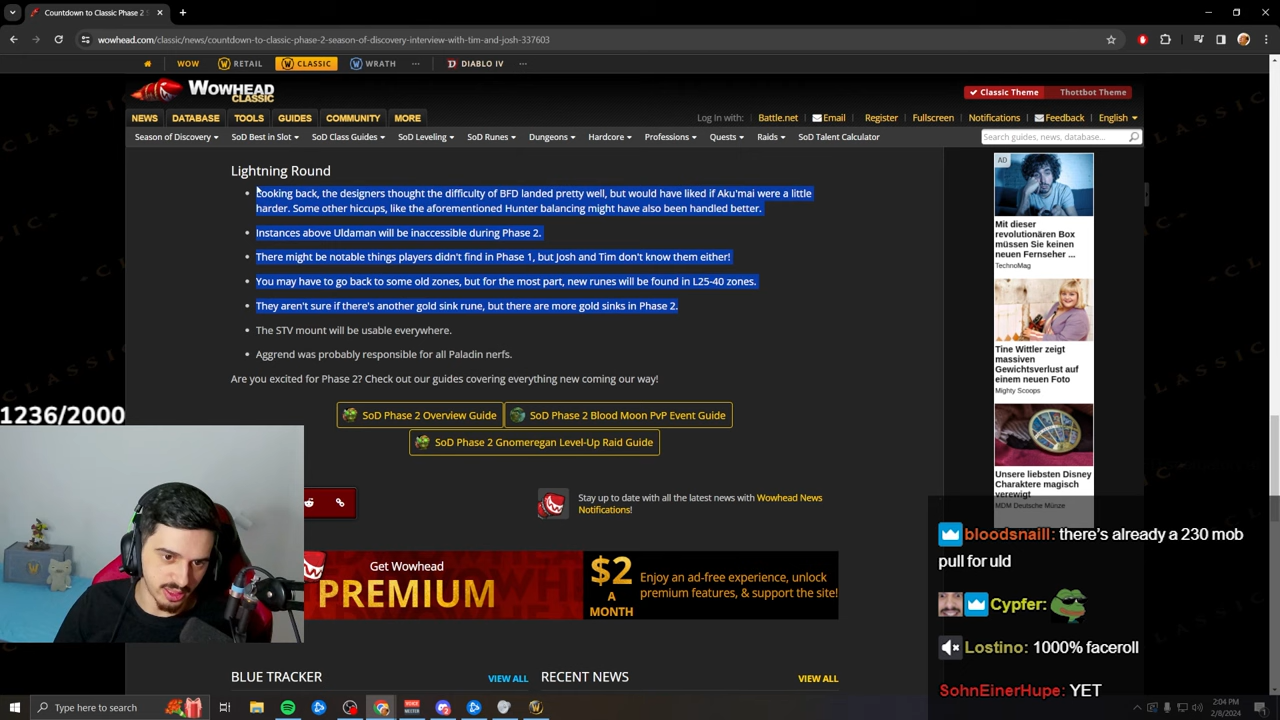 Countdown to Classic Phase 2
wowhead.com/classic/news/countdown-to-classic-phase-2-season-of-discovery-interview-with-tim-and-josh-337603
WOW
RETAIL
CLASSIC
WRATH
DIABLO IV
WOWHEAD
CLASSIC
Classic Theme
Thottbot Theme
NEWS
DATABASE
TOOLS
GUIDES
COMMUNITY
MORE
Log In with:
Battle.net
Email
Register
Fullscreen
Notifications
Feedback
English
Season of Discovery
SoD Best in Slot
SoD Class Guides
SoD Leveling
SoD Runes
Dungeons
Hardcore
Professions
Quests
Raids
SoD Talent Calculator
Search guides, news, database...
Lightning Round
Looking back, the designers thought the difficulty of BFD landed pretty well, but would have liked if Aku'mai were a little
harder. Some other hiccups, like the aforementioned Hunter balancing might have also been handled better.
Instances above Uldaman will be inaccessible during Phase 2.
There might be some things players didn't find in Phase 1, but Josh and Tim don't know them either!
You may have to go back to some old zones, but for the most part, new runes will be found in L25-40 zones.
They aren't sure if there's another gold sink rune, but there are more gold sinks in Phase 2.
The STV mount will be usable everywhere.
Aggrend was personally responsible for all Paladin nerfs.
Are you excited for Phase 2? Check out our guides covering everything new coming our way!
SoD Phase 2 Overview Guide
SoD Phase 2 Blood Moon PvP Event Guide
SoD Phase 2 Gnomeregan Level-Up Raid Guide
Stay up to date with all the latest news with Wowhead News
Notifications!
Get Wowhead
PREMIUM
$2
A
MONTH
Enjoy an ad-free experience, unlock
premium features, & support the site!
BLUE TRACKER
VIEW ALL
RECENT NEWS
VIEW ALL
AD
Mit dieser
revolutionären Box
müssen Sie keinen
neuen Fernseher ...
TechnoMag
Tine Wittler zeigt
massiven
Gewichtsverlust auf
einem neuen Foto
Mighty Scoops
Unsere liebsten Disney
Charaktere magisch
verewigt
MDM Deutsche Münze
1236/2000
bloodsnaill: there's already a 230 mob
pull for uld
Cypfer:
Lostino: 1000% faceroll
SohnEinerHupe: YET
Type here to search
2:04 PM
2/8/2024